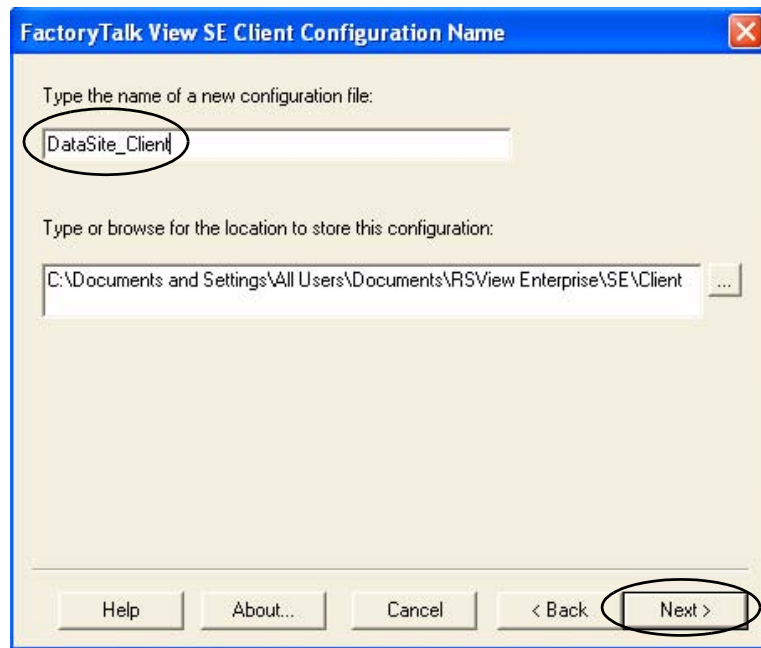 FactoryTalk View SE Client Configuration Name
Type the name of a new configuration file:
DataSite_Client
Type or browse for the location to store this configuration:
C:\Documents and Settings\All Users\Documents\RSView Enterprise\SE\Client
...
Help
About...
Cancel
< Back
Next >